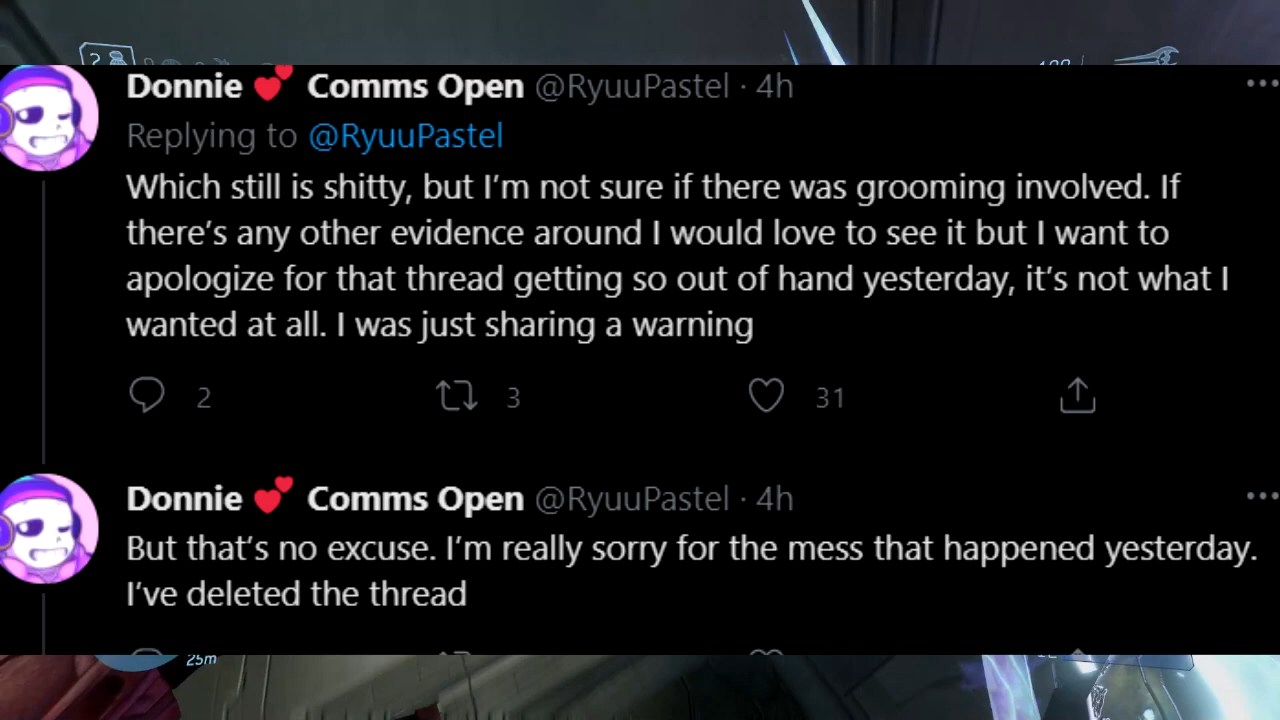 Donnie 💕 Comms Open @RyuuPastel · 4h
Replying to @RyuuPastel
Which still is shitty, but I’m not sure if there was grooming involved. If
there’s any other evidence around I would love to see it but I want to
apologize for that thread getting so out of hand yesterday, it’s not what I
wanted at all. I was just sharing a warning
2 3 31
Donnie 💕 Comms Open @RyuuPastel · 4h
But that’s no excuse. I’m really sorry for the mess that happened yesterday.
I’ve deleted the thread
25m